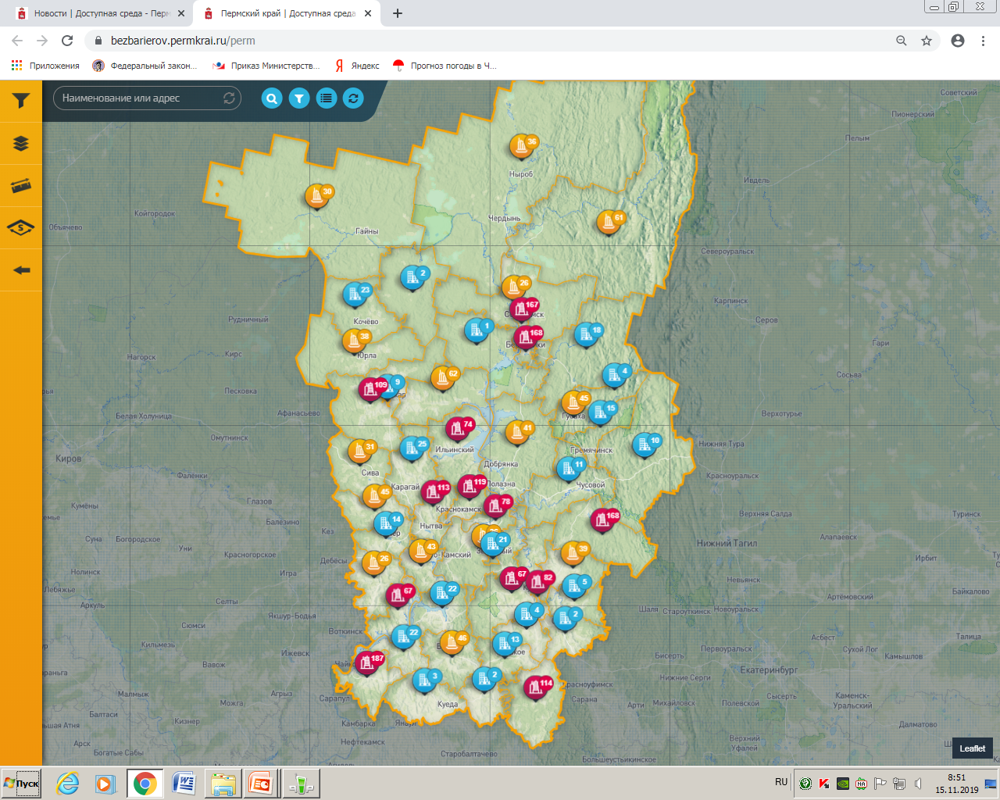 Новости | Доступная среда - Перм
Пермский край | Доступная среда
bezbarierov.permkrai.ru/perm
Приложения
Федеральный закон...
Приказ Министерств...
Яндекс
Прогноз погоды в Ч...
Наименование или адрес
Советский
Пионерский
Пелым
36
Ныроб
Ивдель
30
Койгородок
Чердынь
61
Объячево
Гайны
Североуральск
2
26
23
Карпинск
167
Рудничный
Кочёво
Серов
1
168
18
38
Гари
Нагорск
Кирс
Юрла
4
Сосьва
62
109
9
Песковка
45
Белая Холуница
Афанасьево
15
Верхотурье
74
41
Омутнинск
25
10
Нижняя Тура
31
Ильинский
Гремячинск
Киров
Добрянка
11
Сива
Фалёнки
Красноуральск
119
Полазна
Чусовой
Карагай
113
45
Кумёны
Глазов
78
Краснокамск
Верхняя Салда
168
Туринск
14
Балезино
Кез
Нытва
Суна
Богородское
21
Нижний Тагил
Алапаевск
Уни
43
39
Красногорское
26
Ирбит
Дебёсы
Нолинск
Игра
67
82
Невьянск
5
Лебяжье
67
22
Байкалово
Селты
Аркуль
Артёмовский
4
Шаля
Староуткинск
Новоуральск
Якшур-Бодья
2
Сюмси
Воткинск
22
46
13
Талица
Асбест
Кильмезь
Первоуральск
Сухой Лог
Ижевск
Бисерть
Камышлов
187
Вавож
Екатеринбург
3
2
Нижние Серги
114
Малмыж
Агрыз
Сарапул
Сысерть
Каменск-
Уральский
Можга
Куеда
Сарана
Арти
Михайловск
Полевской
Балтаси
Кизнер
Камбарка
Далматово
Нефтекамск
Верхний
Уфалей
Арск
Богатые Сабы
Старобалтачево
Большеустьикинское
Leaflet
Пуск
RU
8:51
15.11.2019